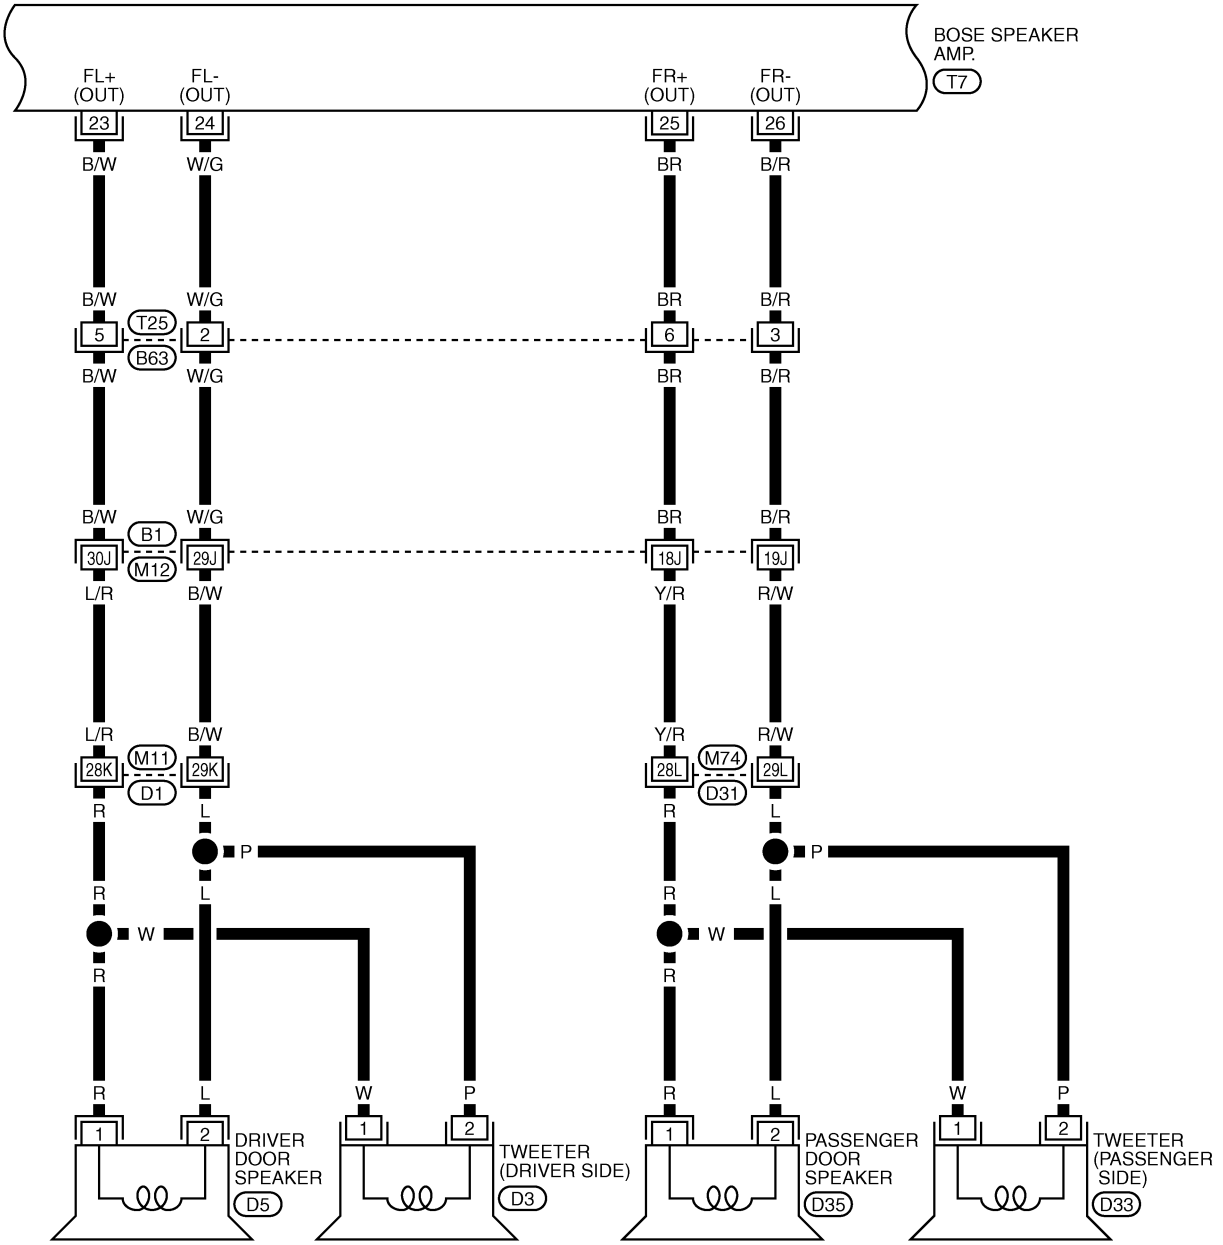 BOSE SPEAKER
AMP.
T7
FL+ FL- FR+ FR-
(OUT) (OUT) (OUT) (OUT)
23 24 25 26
B/W W/G BR B/R
B/W W/G BR B/R
T25
5 2 6 3
B63
B/W W/G BR B/R
B/W W/G BR B/R
B1
30J 29J 18J 19J
M12
L/R B/W Y/R R/W
L/R B/W Y/R R/W
M11 M74
28K 29K 28L 29L
D1 D31
R L R L
P P
R L R L
W W
R R
R L W P R L W P
1 2 1 2 1 2 1 2
DRIVER
DOOR
SPEAKER
D5
TWEETER
(DRIVER SIDE)
D3
PASSENGER
DOOR
SPEAKER
D35
TWEETER
(PASSENGER
SIDE)
D33